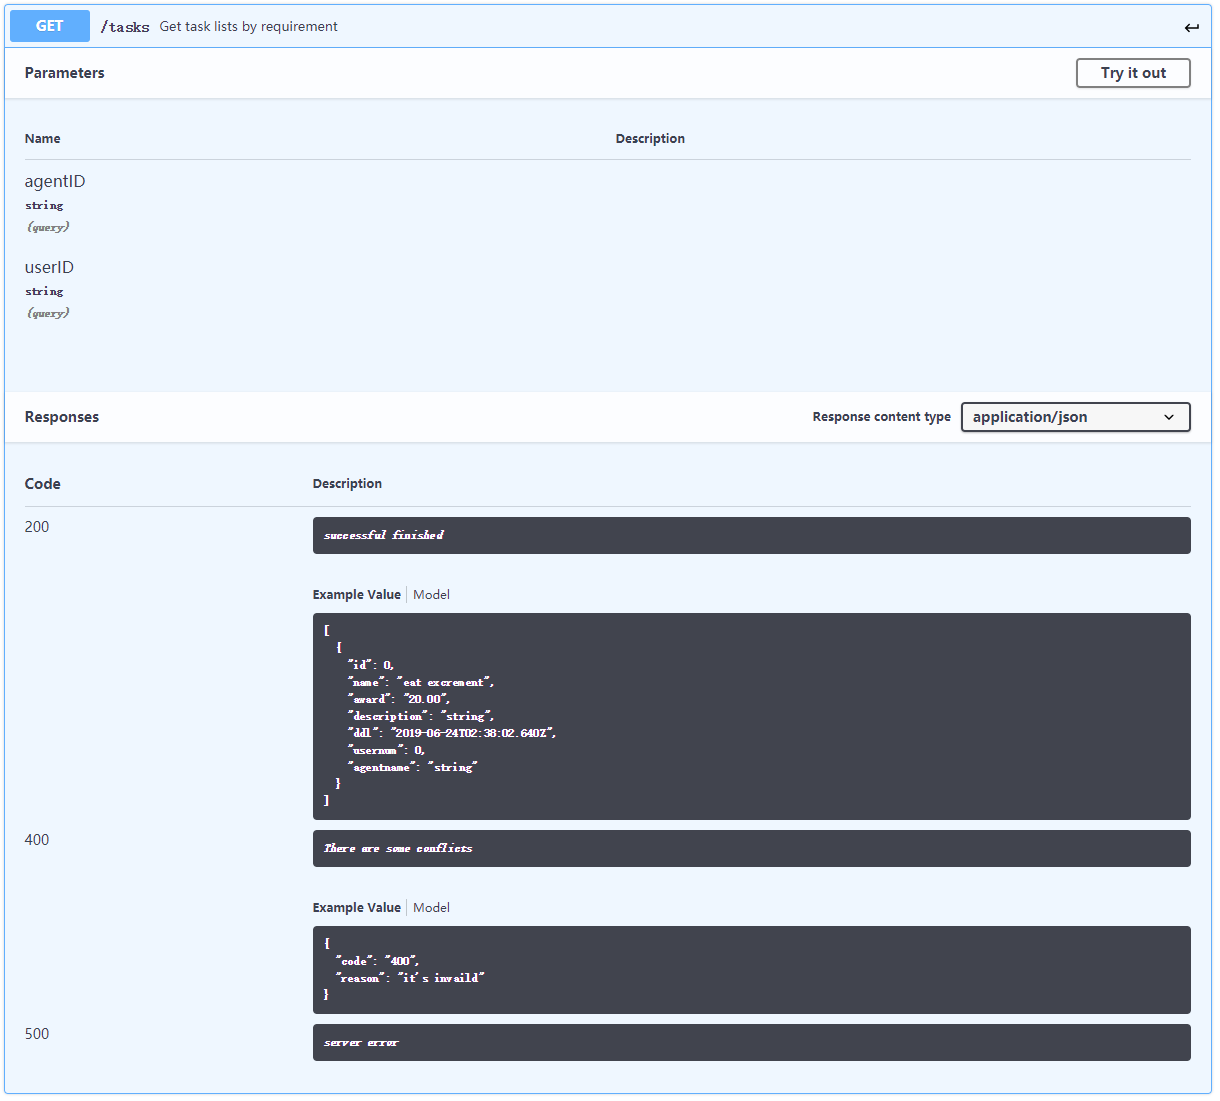 GET /tasks Get task lists by requirement
Parameters Try it out
Name Description
agentID
string
(query)
userID
string
(query)
Responses Response content type application/json
Code Description
200 successful finished
Example Value Model
[
{
"id": 0,
"name": "eat excrement",
"award": "20.00",
"description": "string",
"ddl": "2019-06-24T02:38:02.640Z",
"usernum": 0,
"agentname": "string"
}
]
400 There are some conflicts
Example Value Model
{
"code": "400",
"reason": "it's invaild"
}
500 server error